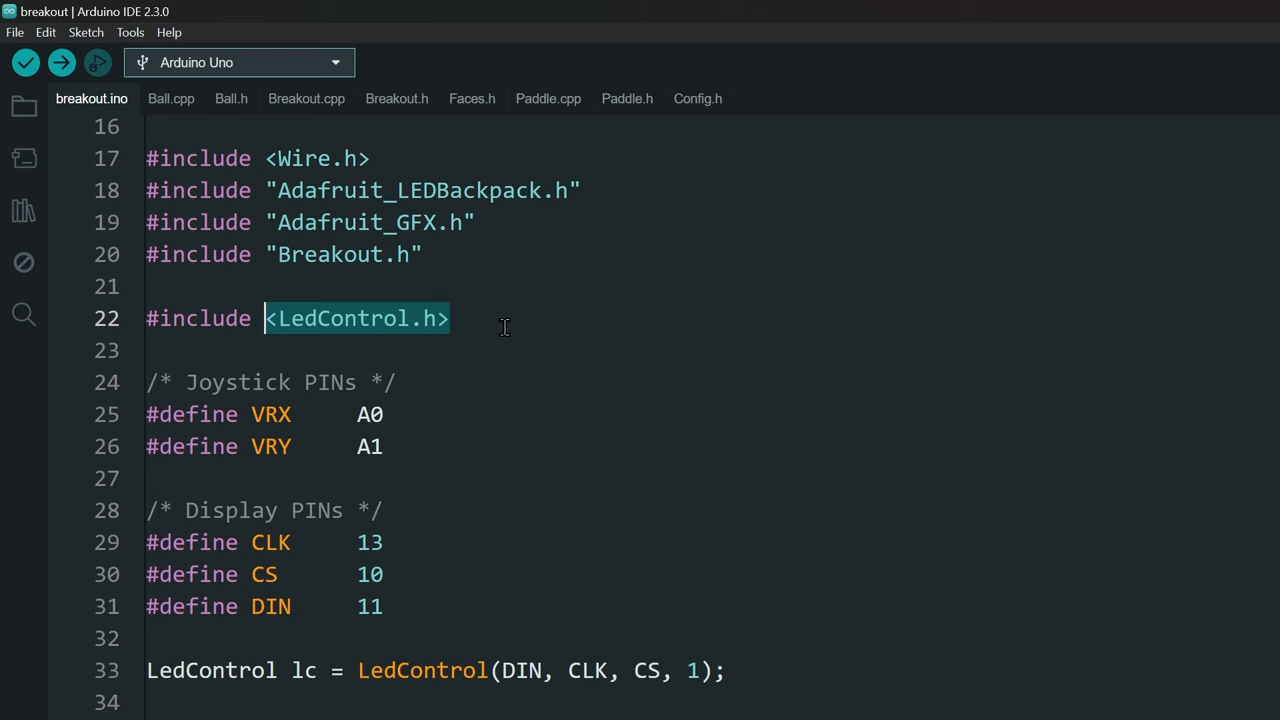 breakout | Arduino IDE 2.3.0
File Edit Sketch Tools Help
Arduino Uno
breakout.ino Ball.cpp Ball.h Breakout.cpp Breakout.h Faces.h Paddle.cpp Paddle.h Config.h
16
17 #include <Wire.h>
18 #include "Adafruit_LEDBackpack.h"
19 #include "Adafruit_GFX.h"
20 #include "Breakout.h"
21
22 #include <LedControl.h>
23
24 /* Joystick PINs */
25 #define VRX A0
26 #define VRY A1
27
28 /* Display PINs */
29 #define CLK 13
30 #define CS 10
31 #define DIN 11
32
33 LedControl lc = LedControl(DIN, CLK, CS, 1);
34